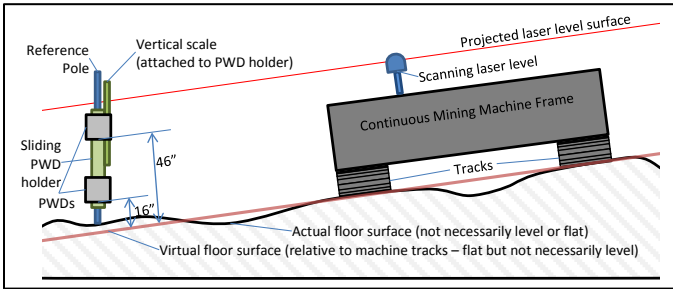 Reference
Pole
Vertical scale
(attached to PWD holder)
Projected laser level surface
Scanning laser level
Continuous Mining Machine Frame
Sliding
PWD
holder
PWDs
46”
16”
Tracks
Actual floor surface (not necessarily level or flat)
Virtual floor surface (relative to machine tracks – flat but not necessarily level)